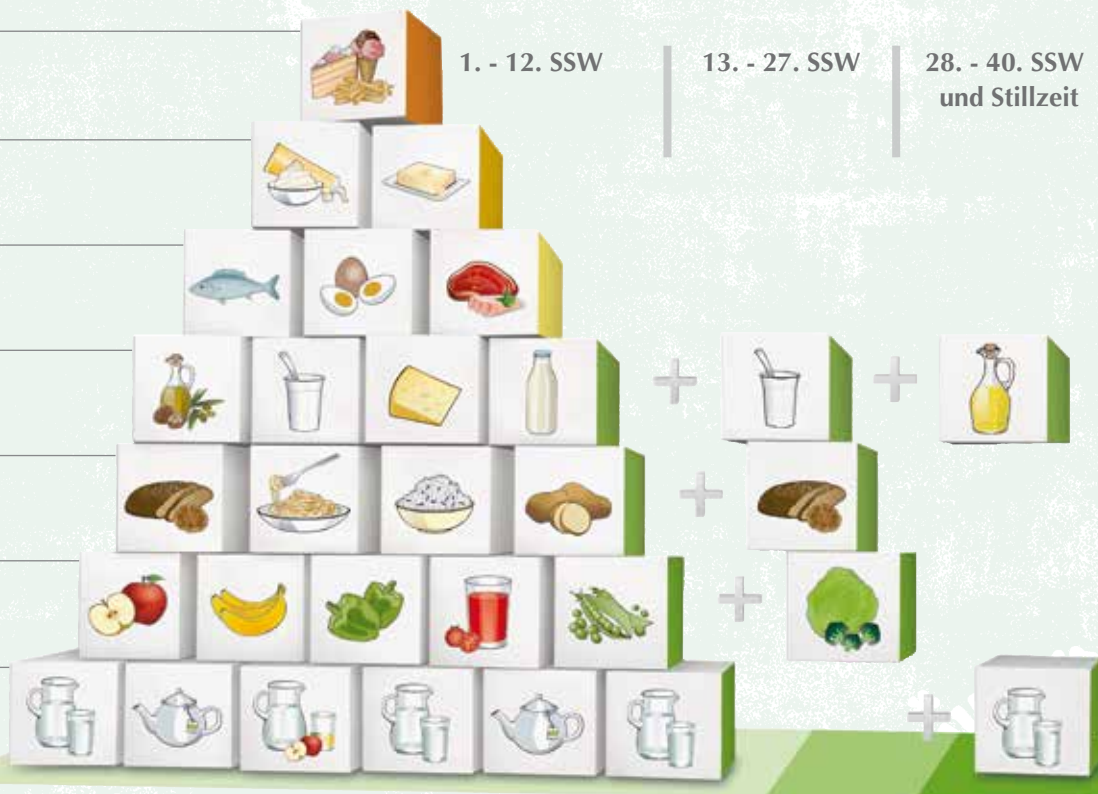 1. - 12. SSW
13. - 27. SSW
28. - 40. SSW
und Stillzeit